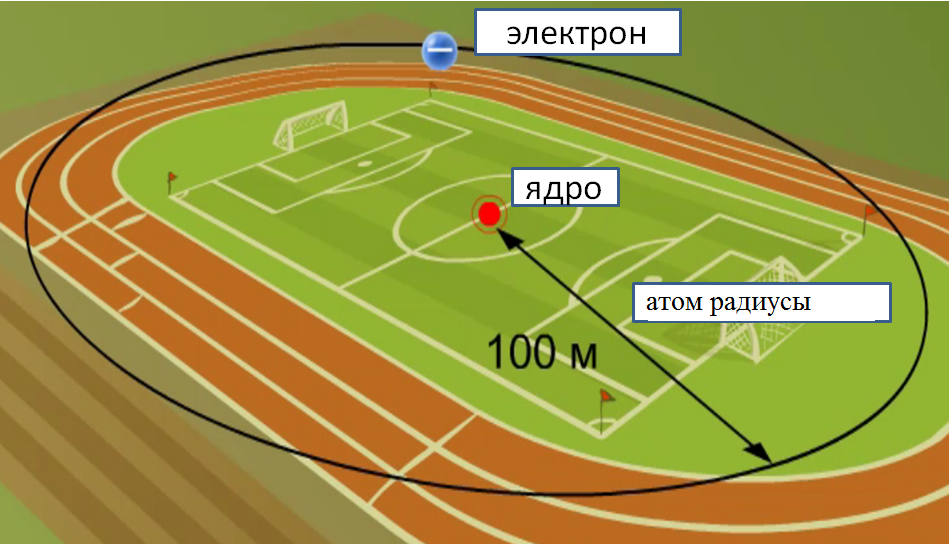 электрон
ядро
атом радиусы
100 м